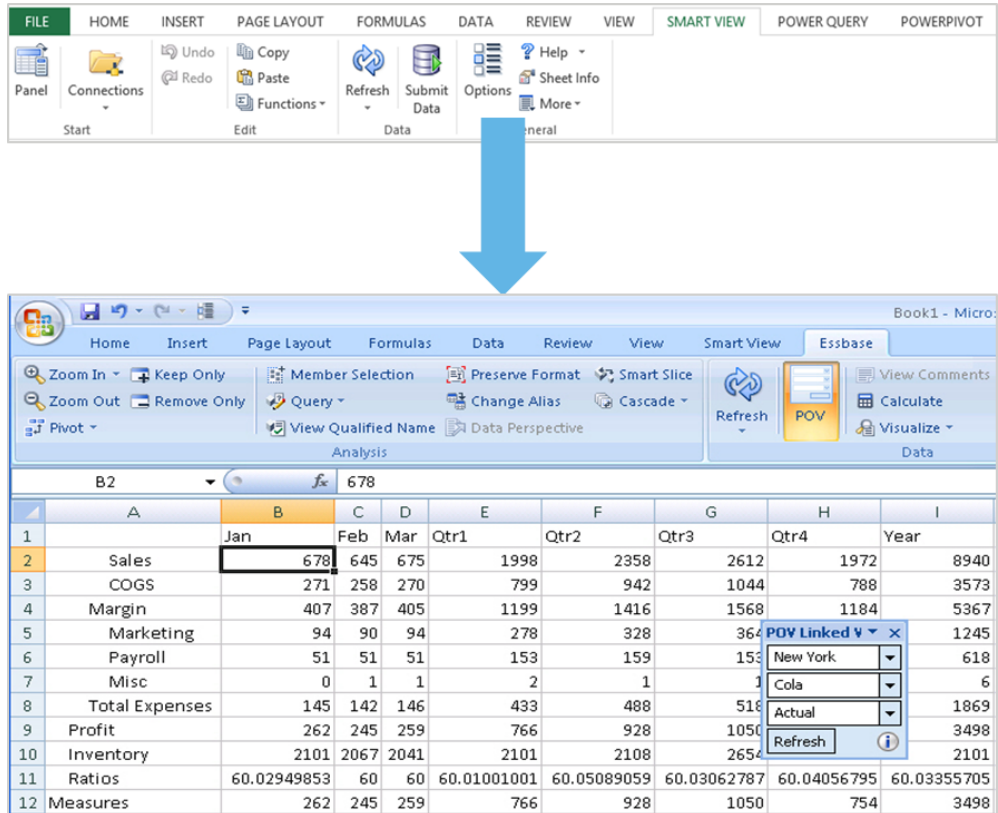 FILE HOME INSERT PAGE LAYOUT FORMULAS DATA REVIEW VIEW SMART VIEW POWER QUERY POWERPIVOT
Panel Connections Undo Redo Copy Paste Functions Refresh Submit Data Options Help Sheet Info More
Start Edit Data neral
Book1 - Micro
Home Insert Page Layout Formulas Data Review View Smart View Essbase
Zoom In Keep Only Member Selection Preserve Format Smart Slice View Comments
Zoom Out Remove Only Query Change Alias Cascade Refresh POV Calculate
Pivot View Qualified Name Data Perspective Visualize
Analysis Data
B2 fx 678
A B C D E F G H I
1 Jan Feb Mar Qtr1 Qtr2 Qtr3 Qtr4 Year
2 Sales 678 645 675 1998 2358 2612 1972 8940
3 COGS 271 258 270 799 942 1044 788 3573
4 Margin 407 387 405 1199 1416 1568 1184 5367
5 Marketing 94 90 94 278 328 364 POV Linked V 1245
6 Payroll 51 51 51 153 159 153 New York 618
7 Misc 0 1 1 2 1 1 Cola 6
8 Total Expenses 145 142 146 433 488 518 Actual 1869
9 Profit 262 245 259 766 928 1050 3498
10 Inventory 2101 2067 2041 2101 2108 2654 Refresh 2101
11 Ratios 60.02949853 60 60 60.01001001 60.05089059 60.03062787 60.04056795 60.03355705
12 Measures 262 245 259 766 928 1050 754 3498